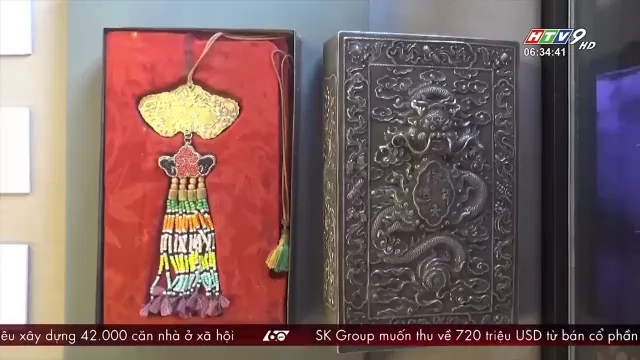 HTV9 HD
06:34:41
êu xây dựng 42.000 căn nhà ở xã hội
60
SK Group muốn thu về 720 triệu USD từ bán cổ phần